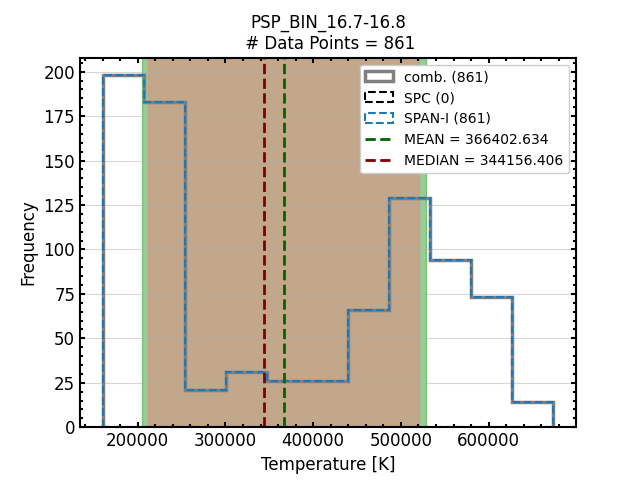 PSP_BIN_16.7-16.8
# Data Points = 861
comb. (861)
SPC (0)
SPAN-I (861)
MEAN = 366402.634
MEDIAN = 344156.406
Frequency
200
175
150
125
100
75
50
25
0
200000 300000 400000 500000 600000
Temperature [K]